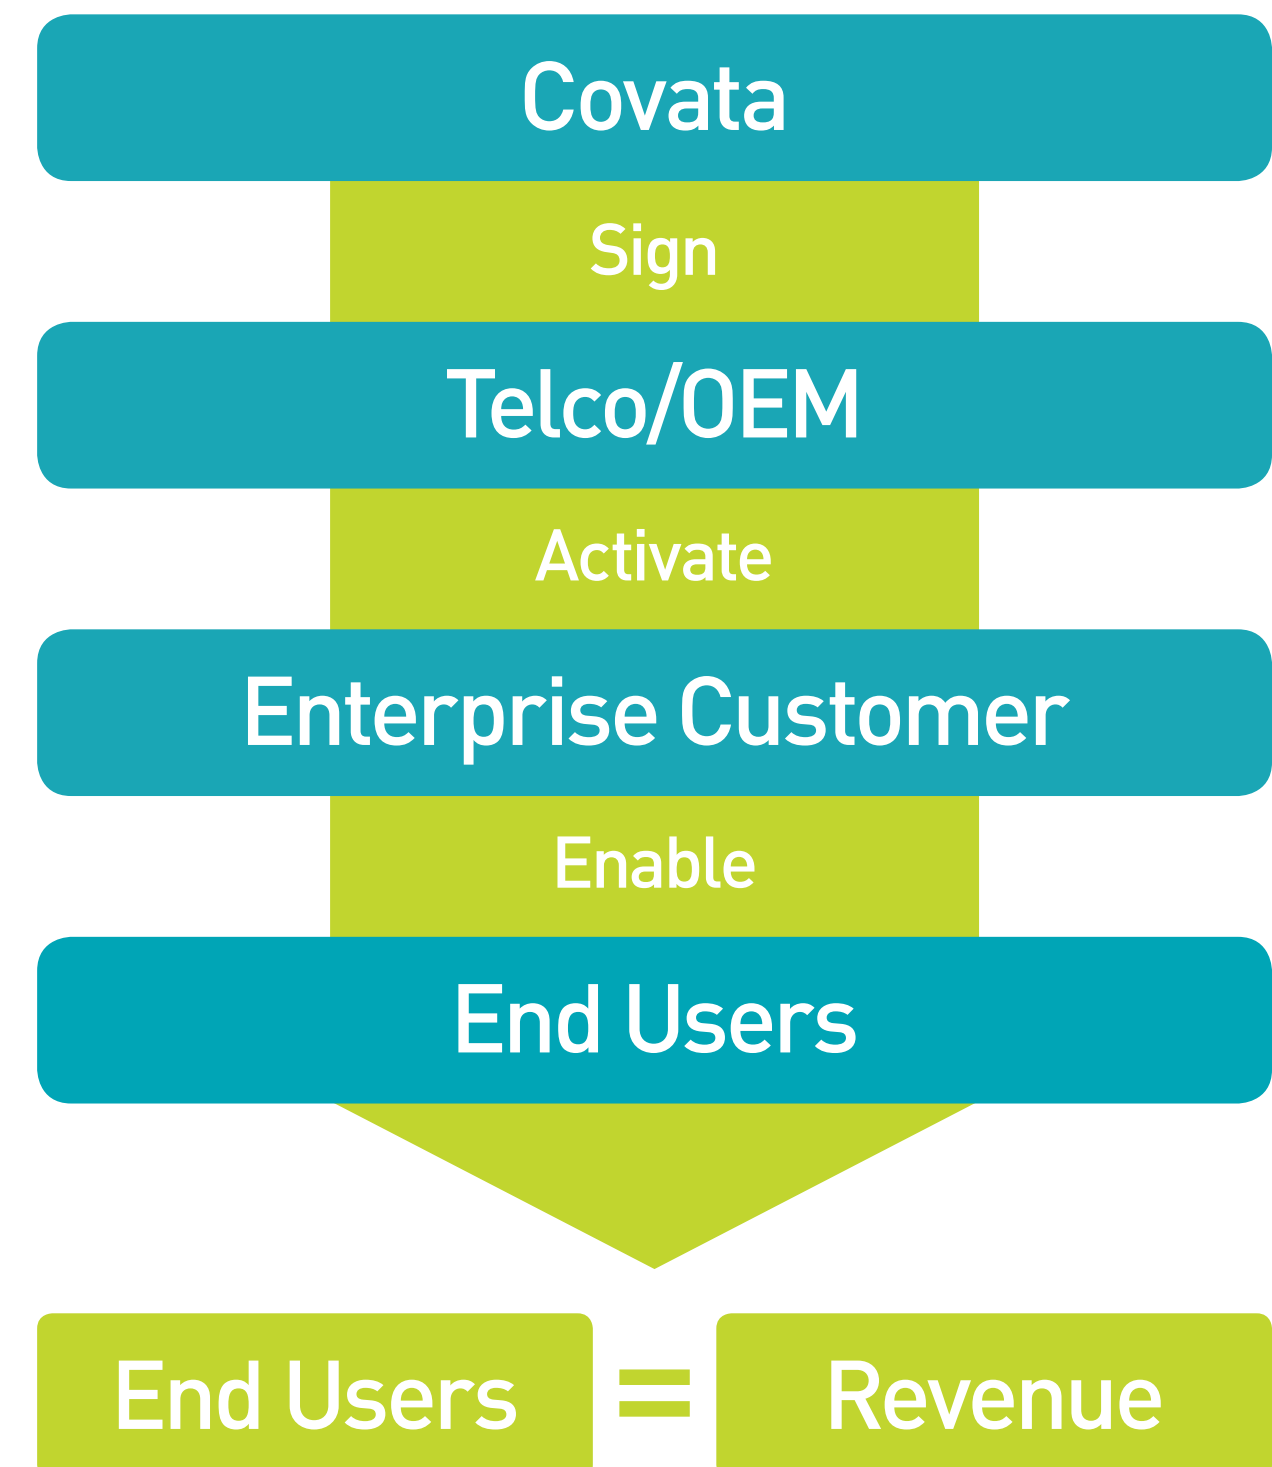 Covata
Sign
Telco/OEM
Activate
Enterprise Customer
Enable
End Users
End Users = Revenue